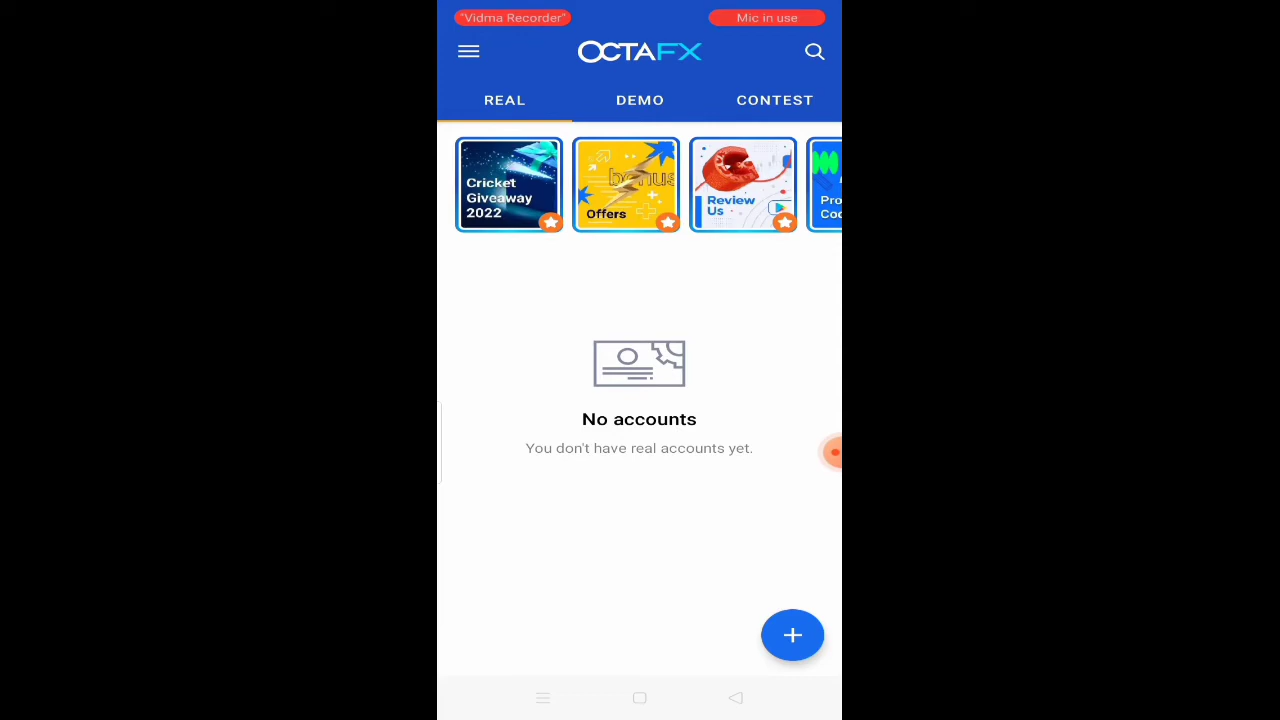 "Vidma Recorder"
Mic in use
OCTAFX
REAL
DEMO
CONTEST
Cricket
Giveaway
2022
bonus
Offers
Review
Us
No accounts
You don't have real accounts yet.